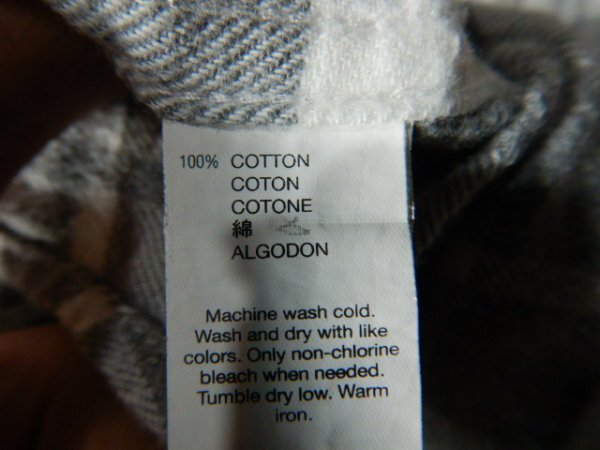 100% COTTON
COTON
COTONE
綿
ALGODON
Machine wash cold.
Wash and dry with like
colors. Only non-chlorine
bleach when needed.
Tumble dry low. Warm
iron.